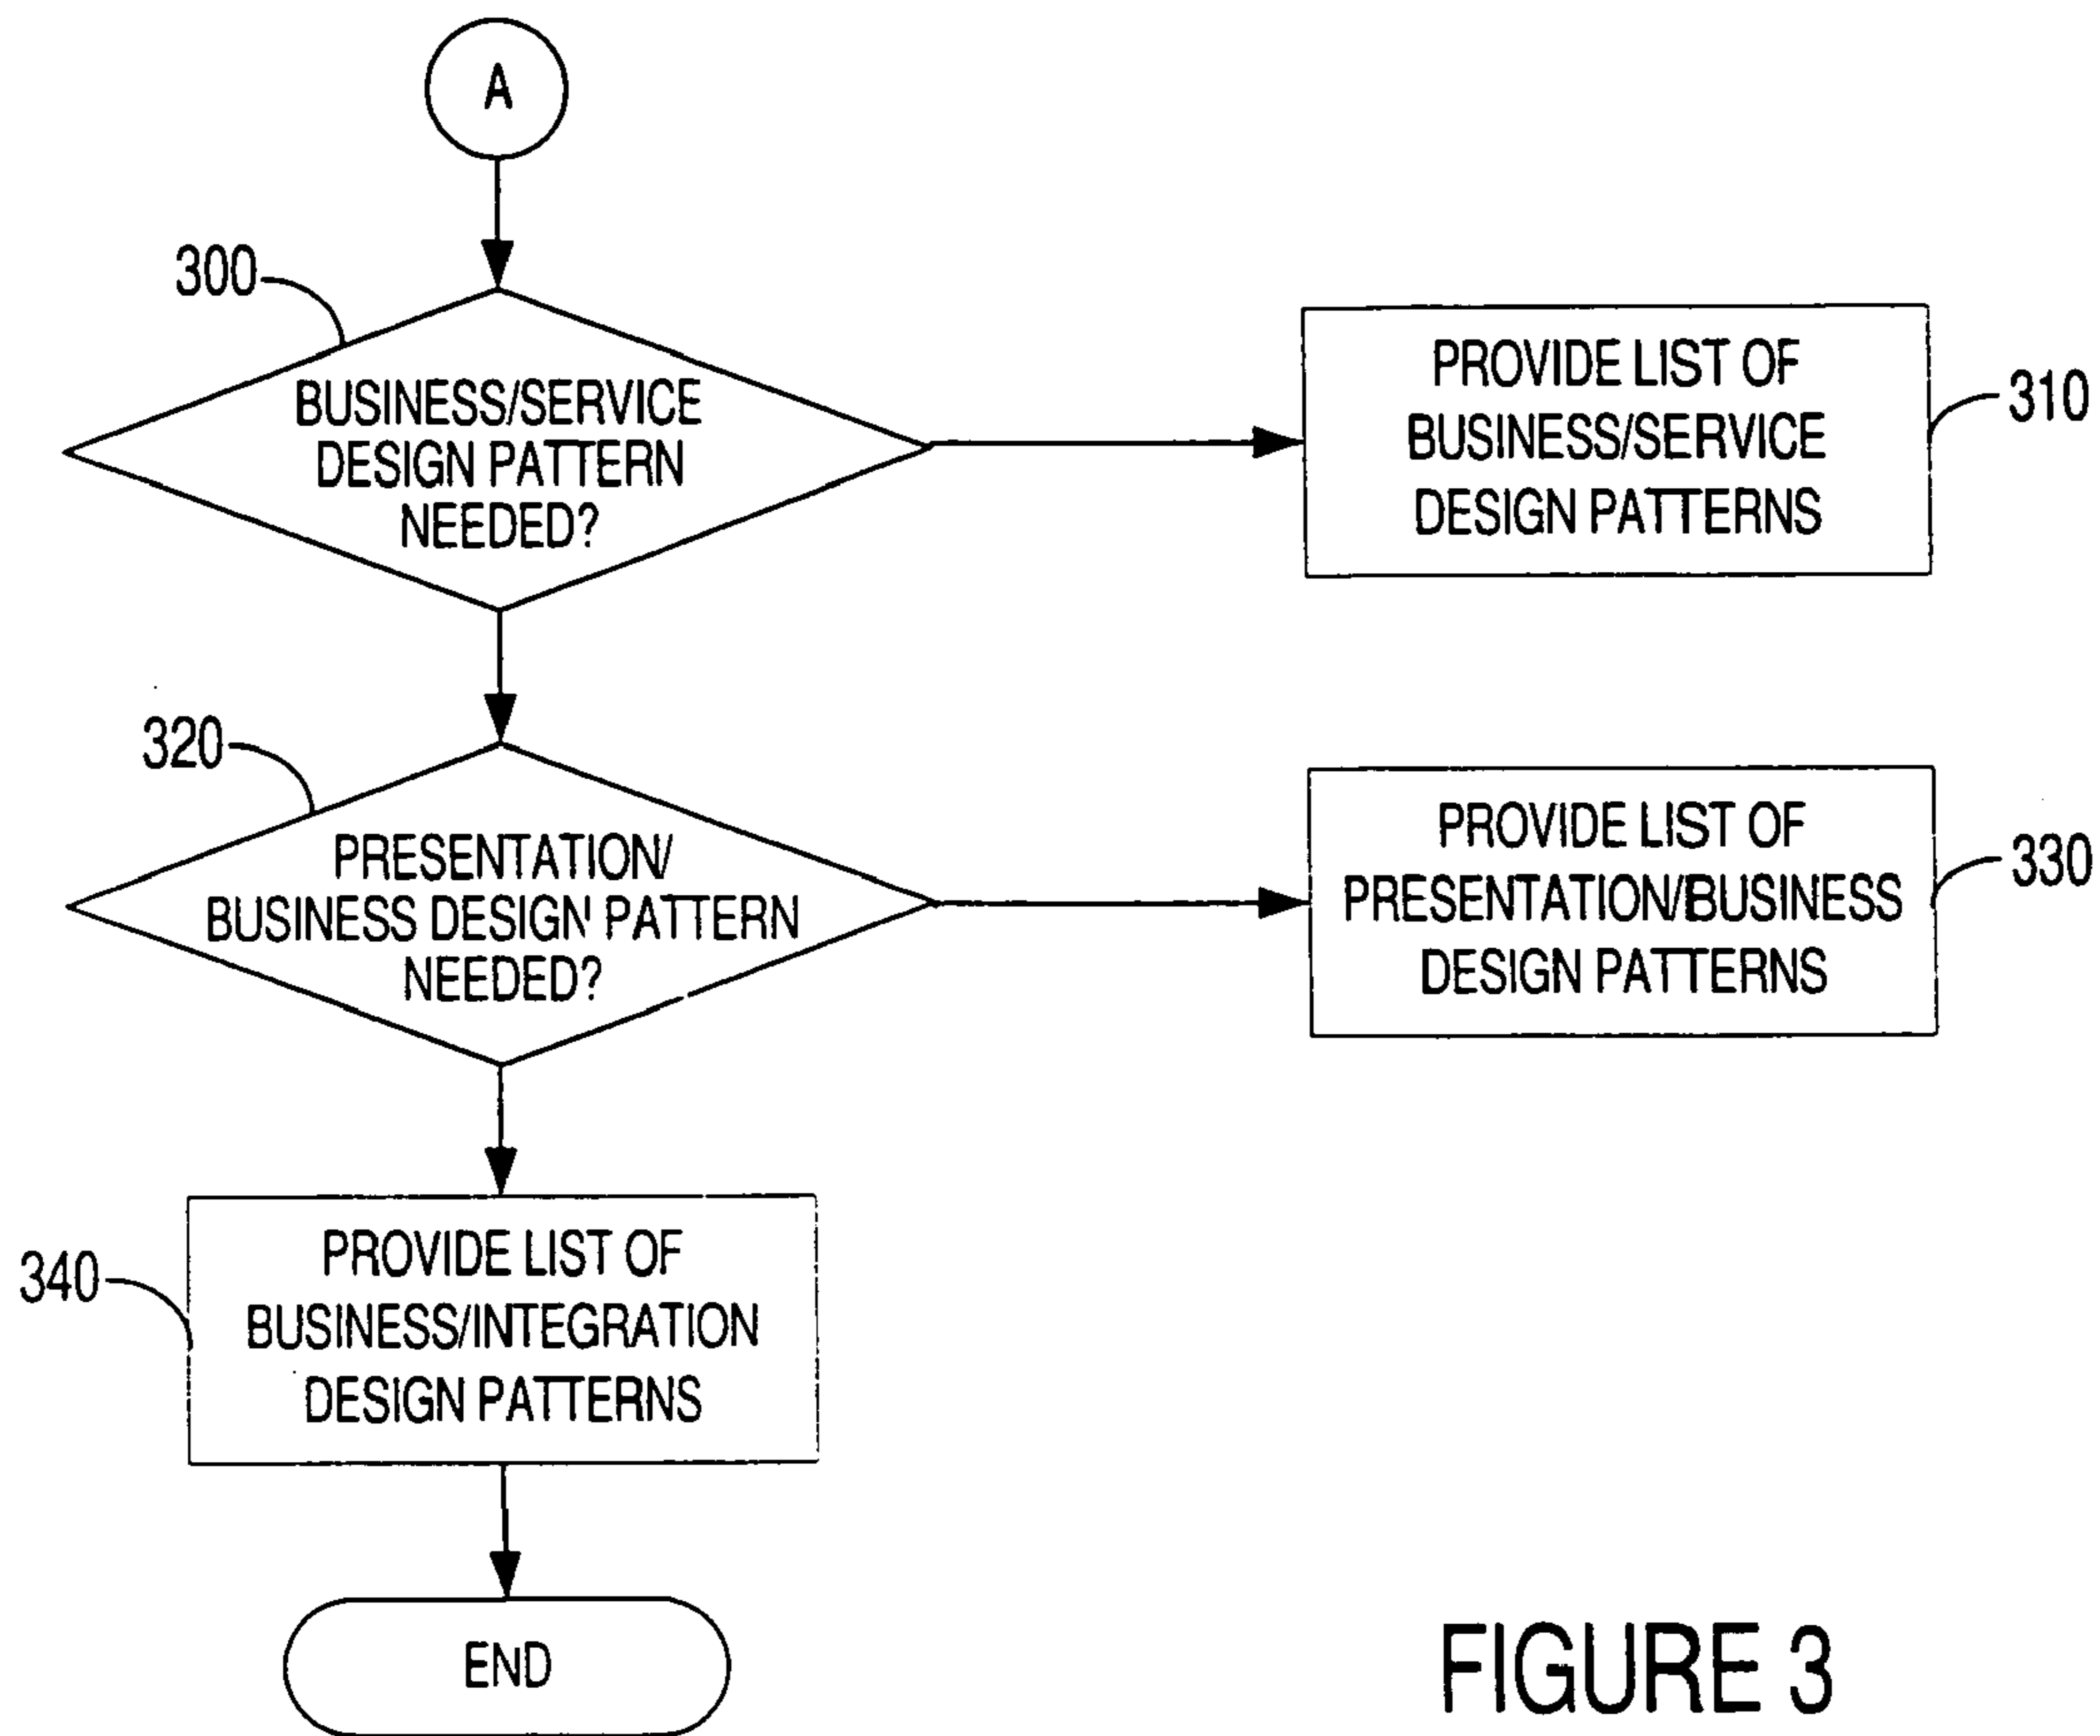 A
300
BUSINESS/SERVICE
DESIGN PATTERN
NEEDED?
PROVIDE LIST OF
BUSINESS/SERVICE
DESIGN PATTERNS
310
320
PRESENTATION/
BUSINESS DESIGN PATTERN
NEEDED?
PROVIDE LIST OF
PRESENTATION/BUSINESS
DESIGN PATTERNS
330
340
PROVIDE LIST OF
BUSINESS/INTEGRATION
DESIGN PATTERNS
END
FIGURE 3